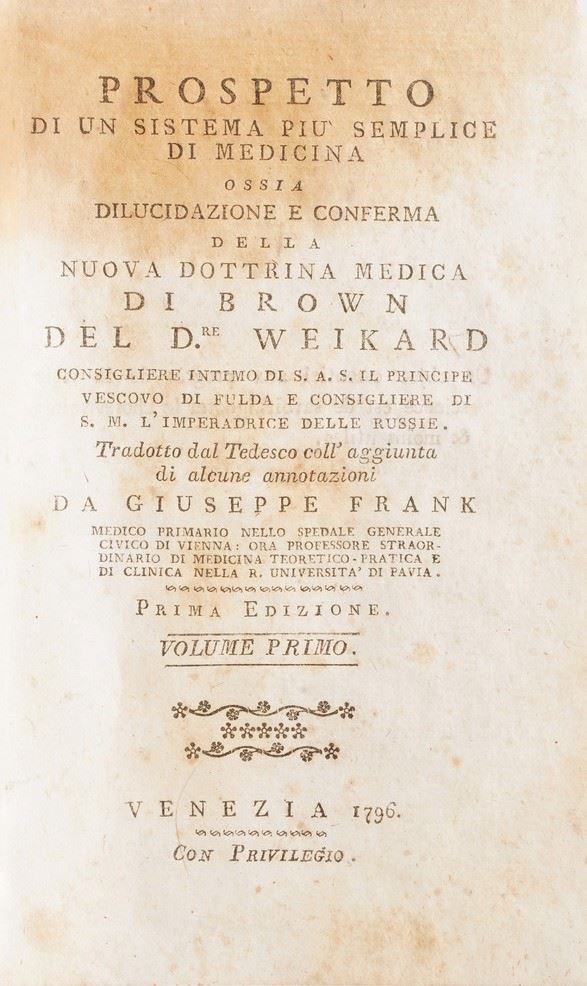 PROSPETTO
DI UN SISTEMA PIU' SEMPLICE
DI MEDICINA
OSSIA
DILUCIDAZIONE E CONFERMA
DELLA
NUOVA DOTTRINA MEDICA
DI BROWN
DEL D.RE WEIKARD
CONSIGLIERE INTIMO DI S. A. S. IL PRINCIPE
VESCOVO DI FULDA E CONSIGLIERE DI
S. M. L'IMPERADRICE DELLE RUSSIE.
Tradotto dal Tedesco coll' aggiunta
di alcune annotazioni
DA GIUSEPPE FRANK
MEDICO PRIMARIO NELLO SPEDALE GENERALE
CIVICO DI VIENNA: ORA PROFESSORE STRAOR-
DINARIO DI MEDICINA TEORETICO-PRATICA E
DI CLINICA NELLA R. UNIVERSITA' DI PAVIA.
PRIMA EDIZIONE.
VOLUME PRIMO.
VENEZIA 1796.
CON PRIVILEGIO.